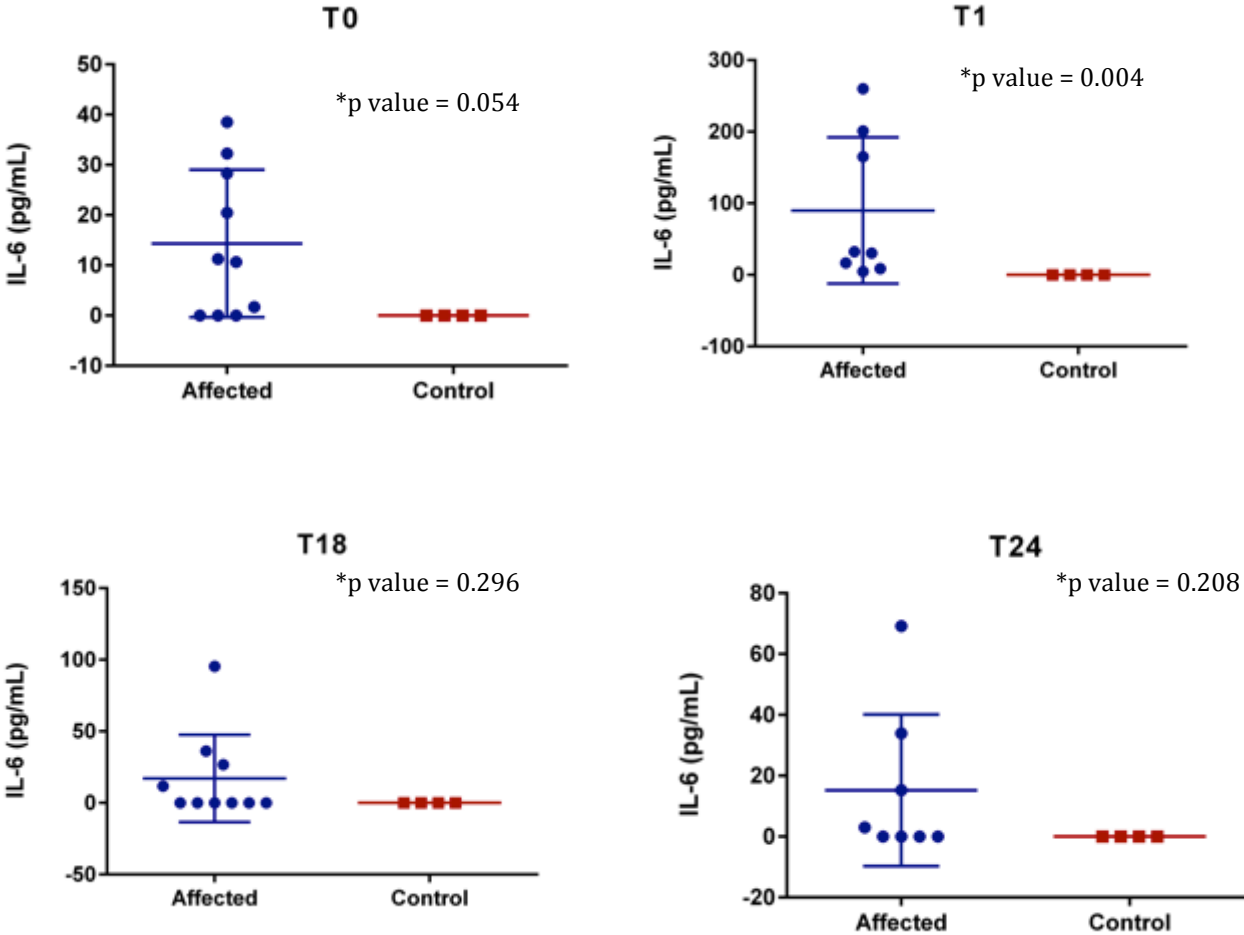 T0
*p value = 0.054
IL-6 (pg/mL)
50
40
30
20
10
0
-10
Affected
Control
T1
*p value = 0.004
IL-6 (pg/mL)
300
200
100
0
-100
Affected
Control
T18
*p value = 0.296
IL-6 (pg/mL)
150
100
50
0
-50
Affected
Control
T24
*p value = 0.208
IL-6 (pg/mL)
80
60
40
20
0
-20
Affected
Control